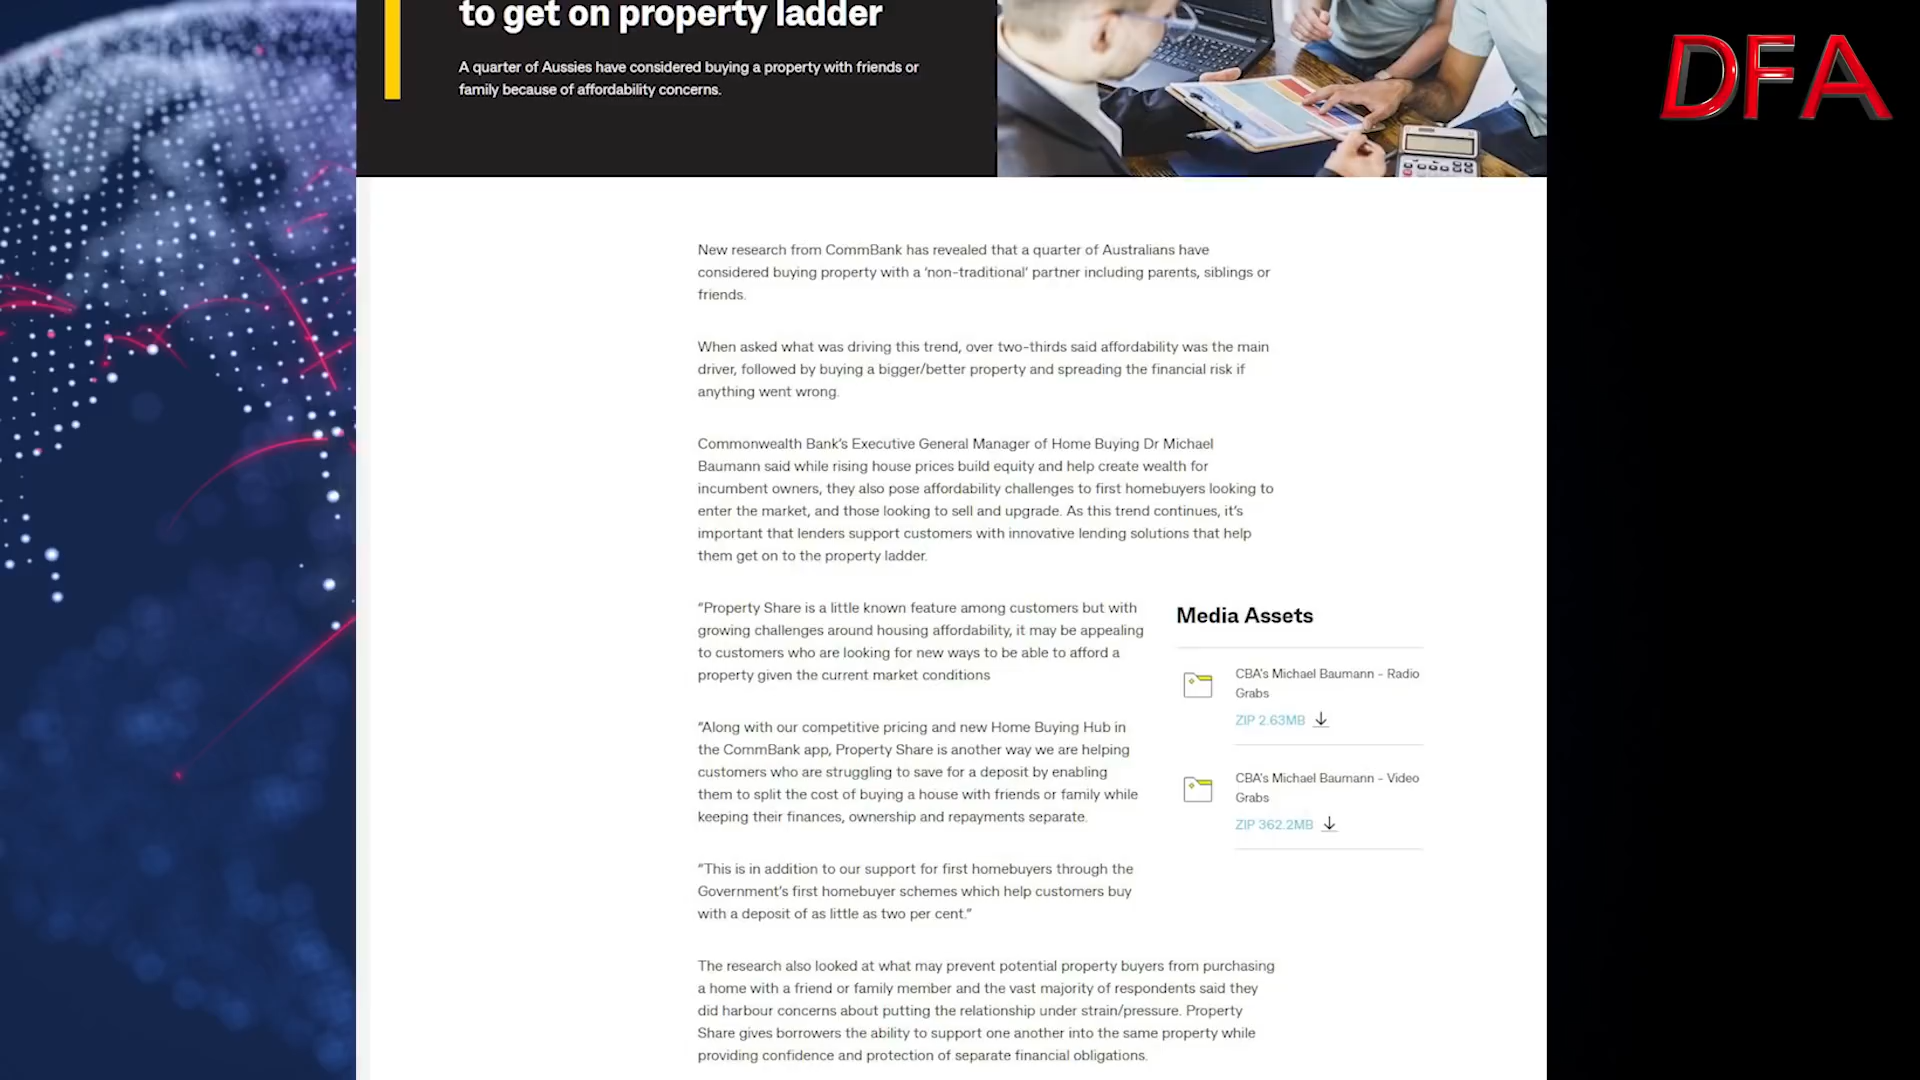 to get on property ladder
DFA
A quarter of Aussies have considered buying a property with friends or
family because of affordability concerns.
New research from CommBank has revealed that a quarter of Australians have
considered buying property with a ‘non-traditional’ partner including parents, siblings or
friends.
When asked what was driving this trend, over two-thirds said affordability was the main
driver, followed by buying a bigger/better property and spreading the financial risk if
anything went wrong.
Commonwealth Bank’s Executive General Manager of Home Buying Dr Michael
Baumann said while rising house prices build equity and help create wealth for
incumbent owners, they also pose affordability challenges to first homebuyers looking to
enter the market, and those looking to sell and upgrade. As this trend continues, it’s
important that lenders support customers with innovative lending solutions that help
them get on to the property ladder.
“Property Share is a little known feature among customers but with
growing challenges around housing affordability, it may be appealing
to customers who are looking for new ways to be able to afford a
property given the current market conditions
“Along with our competitive pricing and new Home Buying Hub in
the CommBank app, Property Share is another way we are helping
customers who are struggling to save for a deposit by enabling
them to split the cost of buying a house with friends or family while
keeping their finances, ownership and repayments separate.
“This is in addition to our support for first homebuyers through the
Government’s first homebuyer schemes which help customers buy
with a deposit of as little as two per cent.”
Media Assets
CBA’s Michael Baumann - Radio
Grabs
ZIP 2.63MB
CBA’s Michael Baumann - Video
Grabs
ZIP 362.2MB
The research also looked at what may prevent potential property buyers from purchasing
a home with a friend or family member and the vast majority of respondents said they
did harbour concerns about putting the relationship under strain/pressure. Property
Share gives borrowers the ability to support one another into the same property while
providing confidence and protection of separate financial obligations.